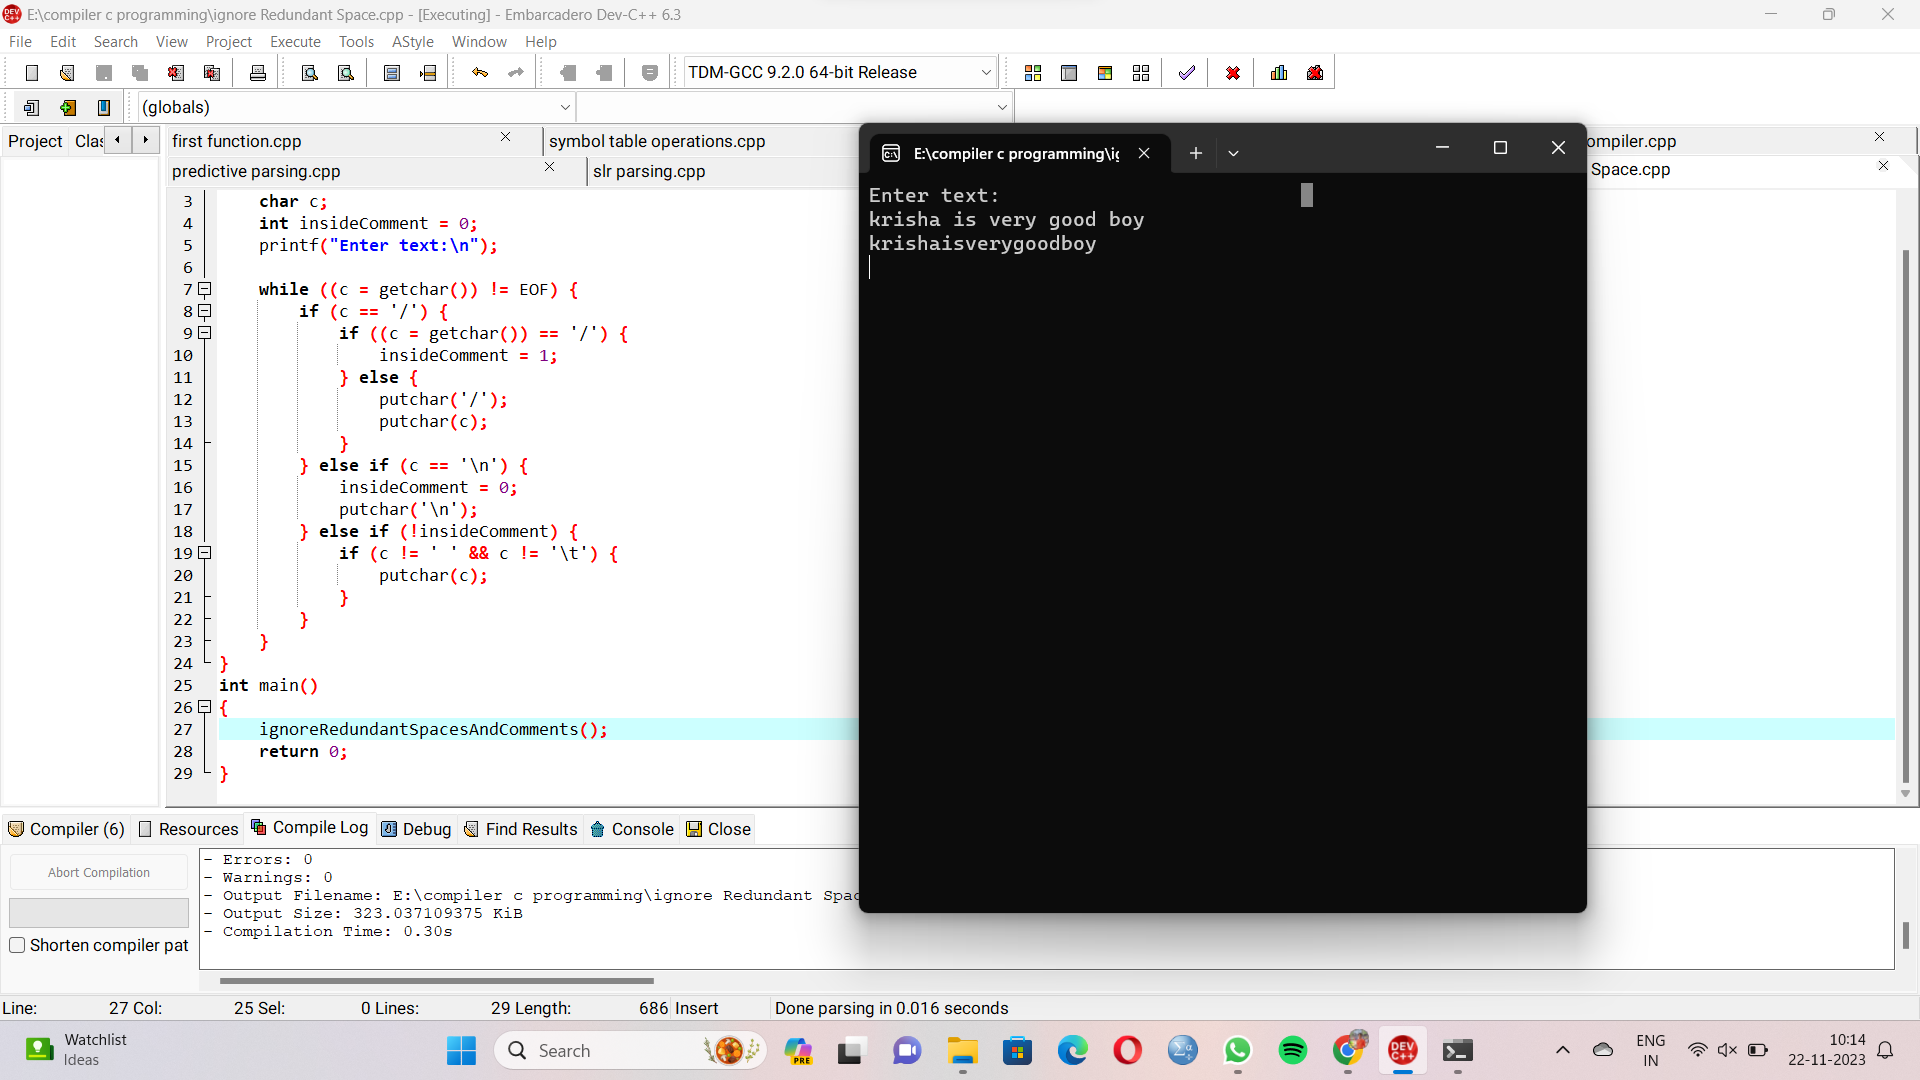 E:\compiler c programming\ignore Redundant Space.cpp - [Executing] - Embarcadero Dev-C++ 6.3
File Edit Search View Project Execute Tools AStyle Window Help
TDM-GCC 9.2.0 64-bit Release
(globals)
Project Clas
first function.cpp
symbol table operations.cpp
ompiler.cpp
predictive parsing.cpp
slr parsing.cpp
Space.cpp
3 char c;
4 int insideComment = 0;
5 printf("Enter text:\n");
6
7 while ((c = getchar()) != EOF) {
8 if (c == '/') {
9 if ((c = getchar()) == '/') {
10 insideComment = 1;
11 } else {
12 putchar('/');
13 putchar(c);
14 }
15 } else if (c == '\n') {
16 insideComment = 0;
17 putchar('\n');
18 } else if (!insideComment) {
19 if (c != ' ' && c != '\t') {
20 putchar(c);
21 }
22 }
23 }
24 }
25 int main()
26 {
27 ignoreRedundantSpacesAndComments();
28 return 0;
29 }
E:\compiler c programming\ig
Enter text:
krisha is very good boy
krishaisverygoodboy
Compiler (6) Resources Compile Log Debug Find Results Console Close
Abort Compilation
Shorten compiler pat
- Errors: 0
- Warnings: 0
- Output Filename: E:\compiler c programming\ignore Redundant Spac
- Output Size: 323.037109375 KiB
- Compilation Time: 0.30s
Line: 27 Col: 25 Sel: 0 Lines: 29 Length: 686 Insert Done parsing in 0.016 seconds
Watchlist
Ideas
Search
PRE
DEV
C++
ENG
IN
10:14
22-11-2023